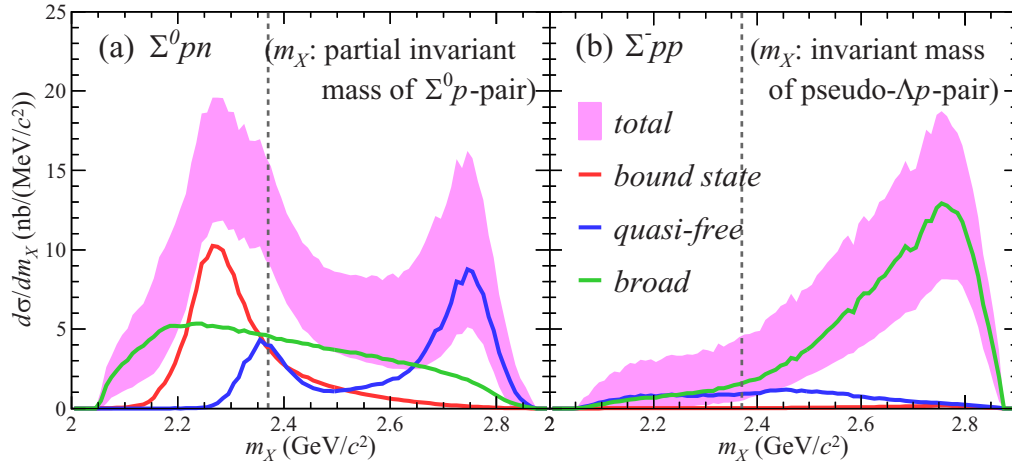 (a) Σ⁰pn (m_X: partial invariant
mass of Σ⁰p-pair)
(b) Σ⁻pp (m_X: invariant mass
of pseudo-Λp-pair)
total
bound state
quasi-free
broad
dσ/dm_X (nb/(MeV/c²))
25
20
15
10
5
0
2 2.2 2.4 2.6 2.8
2 2.2 2.4 2.6 2.8
m_X (GeV/c²)
m_X (GeV/c²)